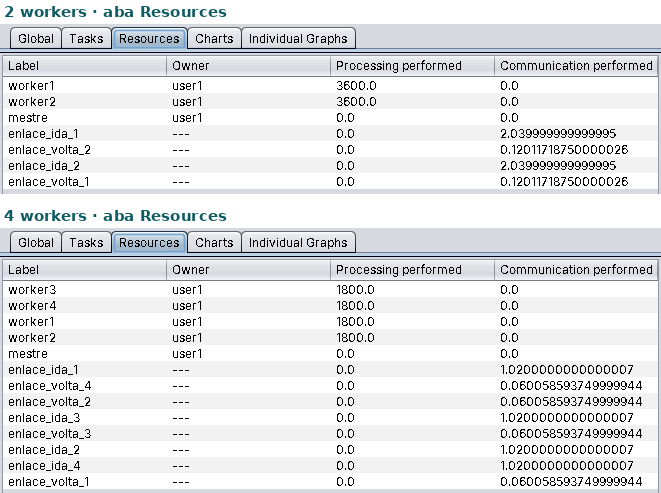 2 workers · aba Resources
Global Tasks Resources Charts Individual Graphs
Label Owner Processing performed Communication performed
worker1 user1 3600.0 0.0
worker2 user1 3600.0 0.0
mestre user1 0.0 0.0
enlace_ida_1 --- 0.0 2.039999999999995
enlace_volta_2 --- 0.0 0.12011718750000026
enlace_ida_2 --- 0.0 2.039999999999995
enlace_volta_1 --- 0.0 0.12011718750000026
4 workers · aba Resources
Global Tasks Resources Charts Individual Graphs
Label Owner Processing performed Communication performed
worker3 user1 1800.0 0.0
worker4 user1 1800.0 0.0
worker1 user1 1800.0 0.0
worker2 user1 1800.0 0.0
mestre user1 0.0 0.0
enlace_ida_1 --- 0.0 1.0200000000000007
enlace_volta_4 --- 0.0 0.060058593749999944
enlace_volta_2 --- 0.0 0.060058593749999944
enlace_ida_3 --- 0.0 1.0200000000000007
enlace_volta_3 --- 0.0 0.060058593749999944
enlace_ida_2 --- 0.0 1.0200000000000007
enlace_ida_4 --- 0.0 1.0200000000000007
enlace_volta_1 --- 0.0 0.060058593749999944